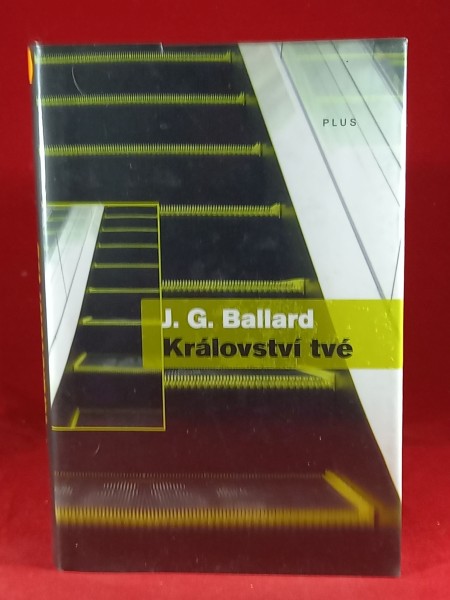 PLUS
J. G. Ballard
Království tvé